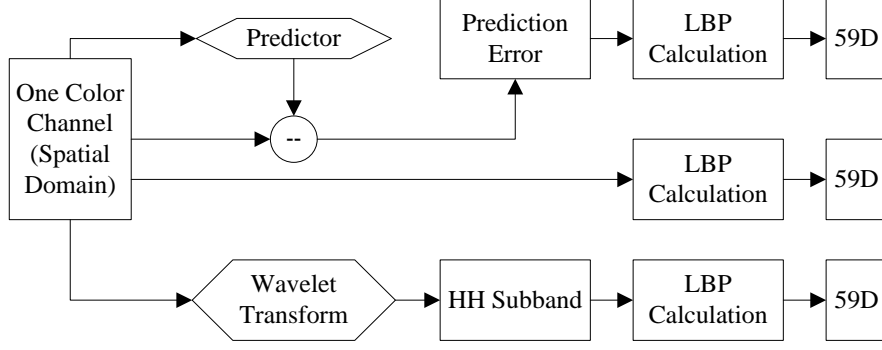 Predictor
Prediction
Error
LBP
Calculation
59D
One Color
Channel
(Spatial
Domain)
--
LBP
Calculation
59D
Wavelet
Transform
HH Subband
LBP
Calculation
59D